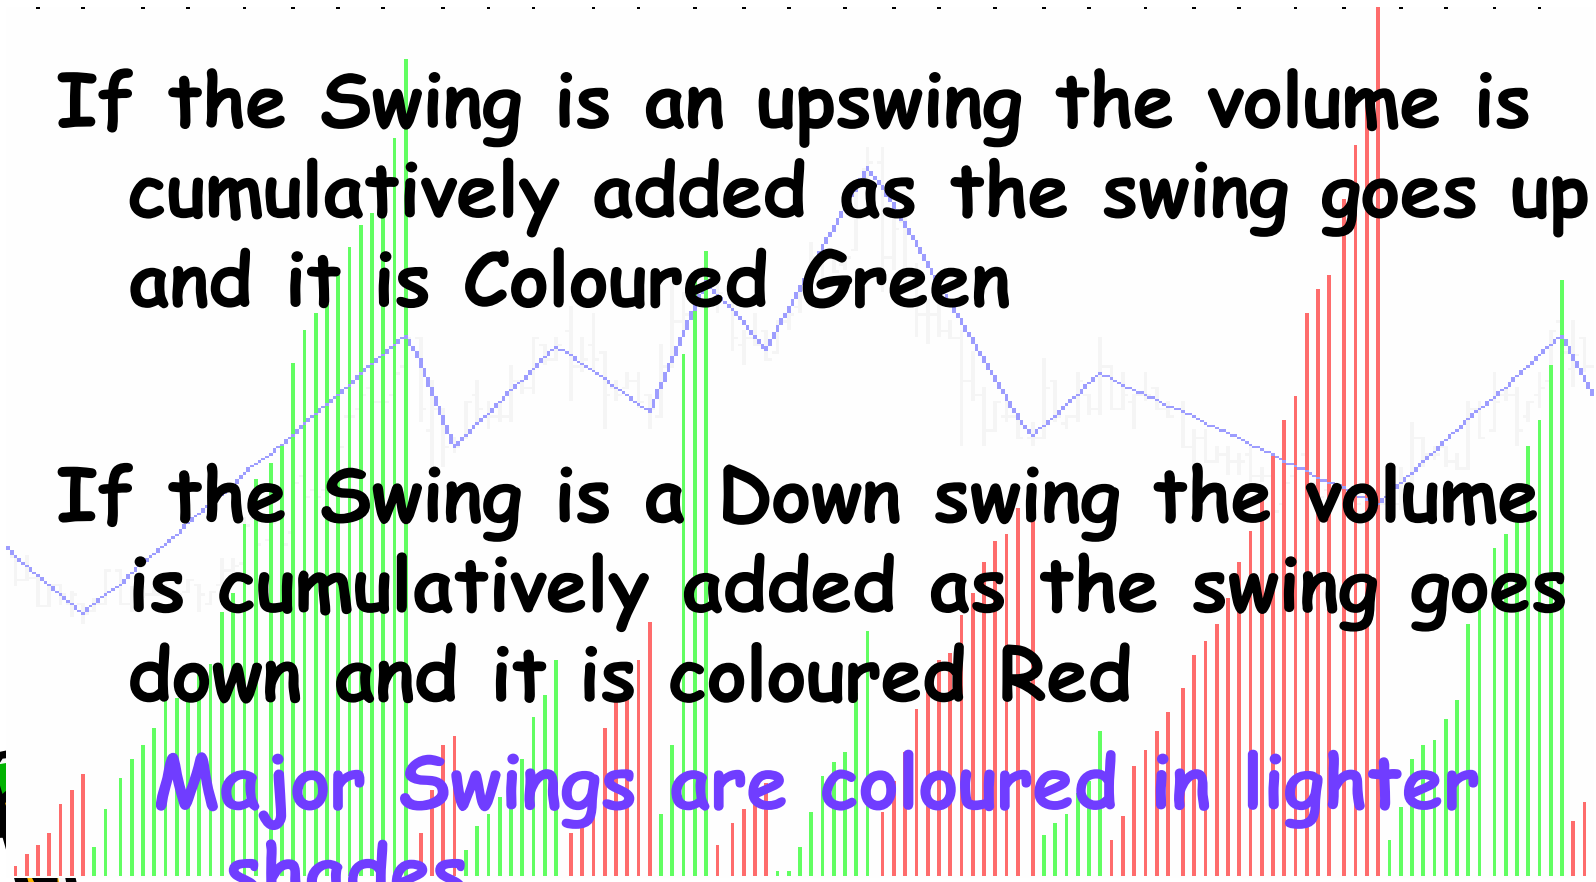 If the Swing is an upswing the volume is
cumulatively added as the swing goes up
and it is Coloured Green
If the Swing is a Down swing the volume
is cumulatively added as the swing goes
down and it is coloured Red
Major Swings are coloured in lighter
shades